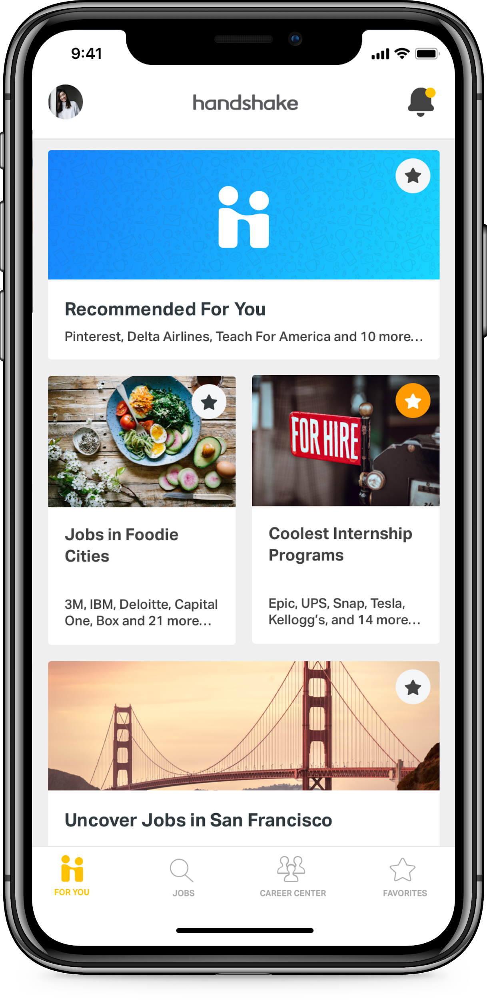 9:41
handshake
Recommended For You
Pinterest, Delta Airlines, Teach For America and 10 more...
FOR HIRE
Jobs in Foodie
Cities
3M, IBM, Deloitte, Capital
One, Box and 21 more...
Coolest Internship
Programs
Epic, UPS, Snap, Tesla,
Kellogg’s, and 14 more...
Uncover Jobs in San Francisco
FOR YOU
JOBS
CAREER CENTER
FAVORITES